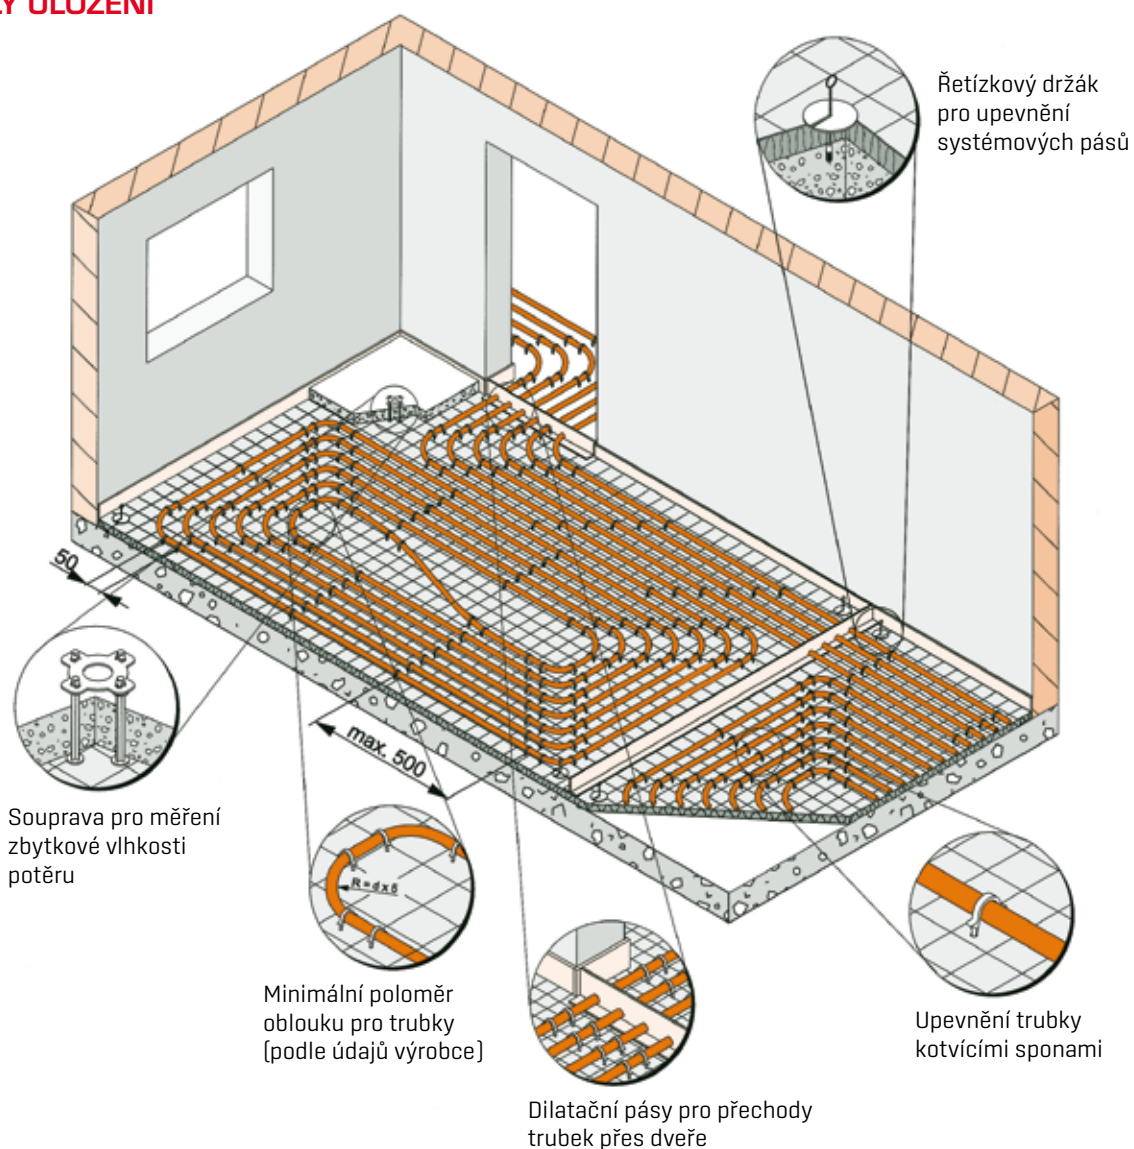 ULOŽENÍ
Řetízkový držák
pro upevnění
systémových pásů
50
max. 500
Souprava pro měření
zbytkové vlhkosti
potěru
R=dx5
Minimální poloměr
oblouku pro trubky
(podle údajů výrobce)
Upevnění trubky
kotvícími sponami
Dilatační pásy pro přechody
trubek přes dveře